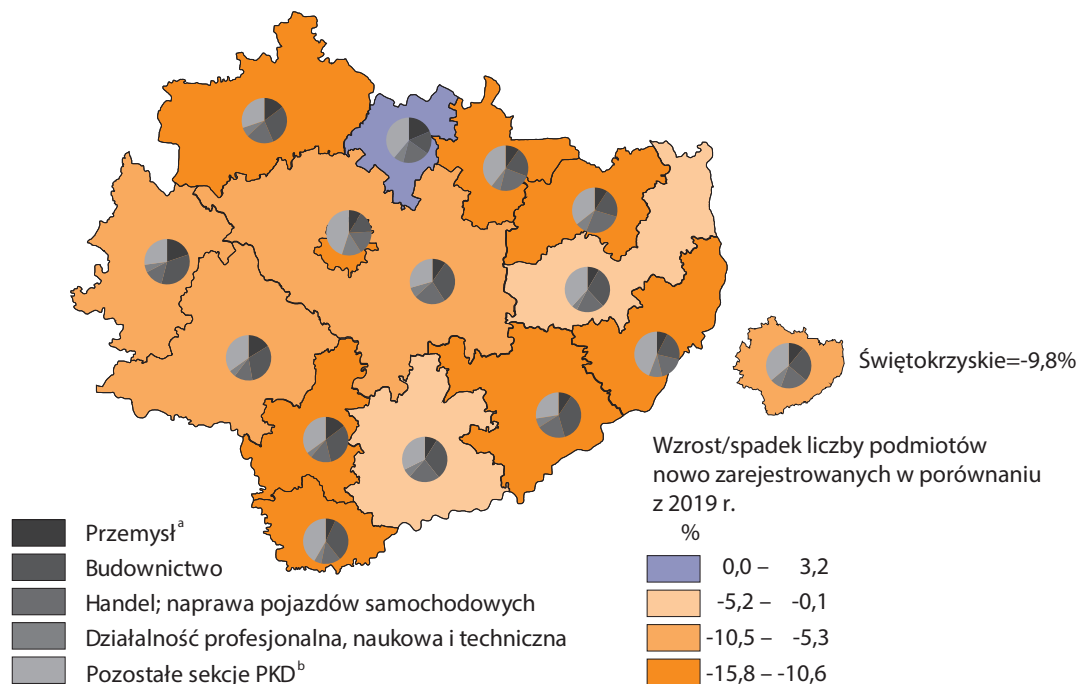 Świętokrzyskie=-9,8%
Wzrost/spadek liczby podmiotów
nowo zarejestrowanych w porównaniu
z 2019 r.
%
0,0 – 3,2
-5,2 – -0,1
-10,5 – -5,3
-15,8 – -10,6
Przemysłᵃ
Budownictwo
Handel; naprawa pojazdów samochodowych
Działalność profesjonalna, naukowa i techniczna
Pozostałe sekcje PKDᵇ